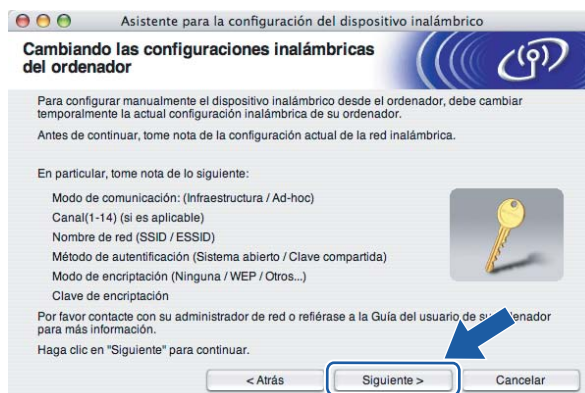 Asistente para la configuración del dispositivo inalámbrico
Cambiando las configuraciones inalámbricas
del ordenador
Para configurar manualmente el dispositivo inalámbrico desde el ordenador, debe cambiar
temporalmente la actual configuración inalámbrica de su ordenador.
Antes de continuar, tome nota de la configuración actual de la red inalámbrica.
En particular, tome nota de lo siguiente:
Modo de comunicación: (Infraestructura / Ad-hoc)
Canal(1-14) (si es aplicable)
Nombre de red (SSID / ESSID)
Método de autentificación (Sistema abierto / Clave compartida)
Modo de encriptación (Ninguna / WEP / Otros...)
Clave de encriptación
Por favor contacte con su administrador de red o refiérase a la Guía del usuario de su ordenador
para más información.
Haga clic en "Siguiente" para continuar.
< Atrás
Siguiente >
Cancelar